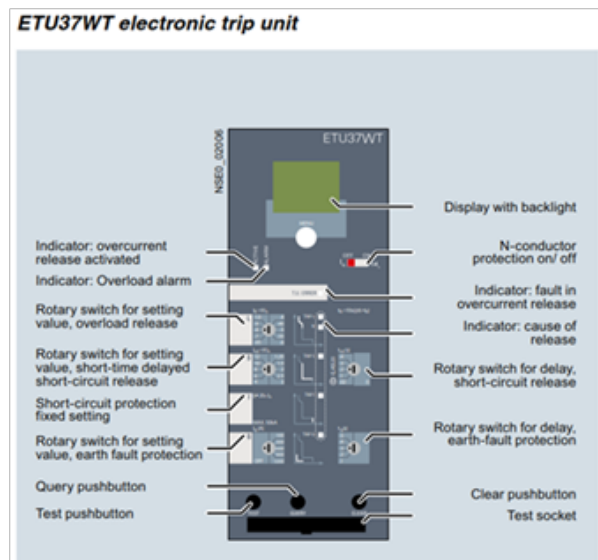 ETU37WT electronic trip unit
NSE0_02006
ETU37WT
Display with backlight
Indicator: overcurrent
release activated
N-conductor
protection on/ off
Indicator: Overload alarm
Indicator: fault in
overcurrent release
Rotary switch for setting
value, overload release
Indicator: cause of
release
Rotary switch for setting
value, short-time delayed
short-circuit release
Rotary switch for delay,
short-circuit release
Short-circuit protection
fixed setting
Rotary switch for setting
value, earth fault protection
Rotary switch for delay,
earth-fault protection
Query pushbutton
Clear pushbutton
Test pushbutton
Test socket